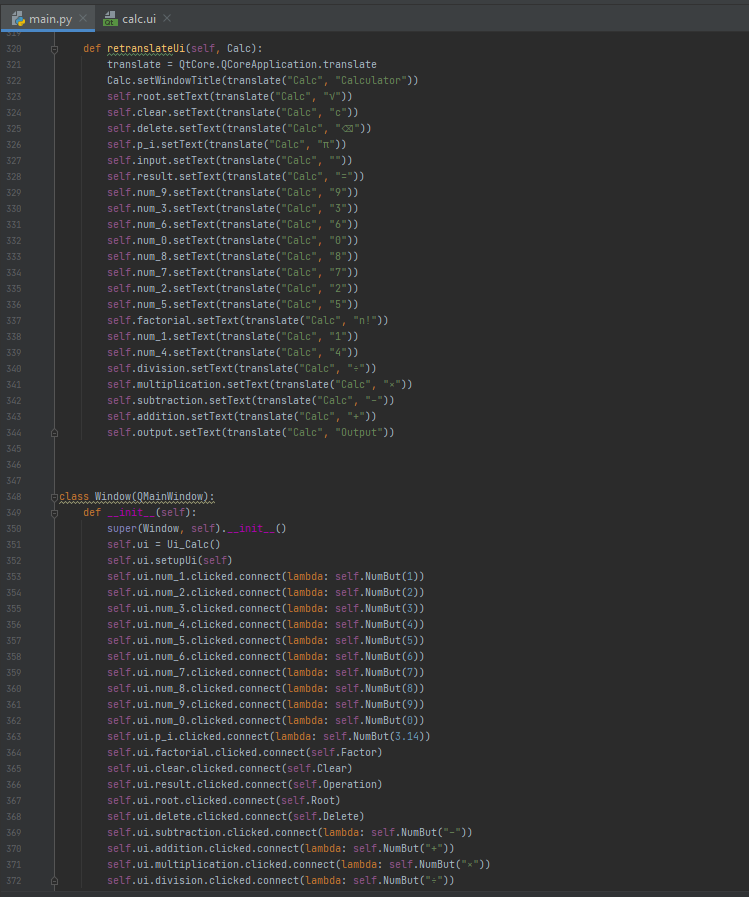 main.py calc.ui
320 def retranslateUi(self, Calc):
321 translate = QtCore.QCoreApplication.translate
322 Calc.setWindowTitle(translate("Calc", "Calculator"))
323 self.root.setText(translate("Calc", "√"))
324 self.clear.setText(translate("Calc", "c"))
325 self.delete.setText(translate("Calc", "⌫"))
326 self.p_i.setText(translate("Calc", "π"))
327 self.input.setText(translate("Calc", ""))
328 self.result.setText(translate("Calc", "="))
329 self.num_9.setText(translate("Calc", "9"))
330 self.num_3.setText(translate("Calc", "3"))
331 self.num_6.setText(translate("Calc", "6"))
332 self.num_0.setText(translate("Calc", "0"))
333 self.num_8.setText(translate("Calc", "8"))
334 self.num_7.setText(translate("Calc", "7"))
335 self.num_2.setText(translate("Calc", "2"))
336 self.num_5.setText(translate("Calc", "5"))
337 self.factorial.setText(translate("Calc", "n!"))
338 self.num_1.setText(translate("Calc", "1"))
339 self.num_4.setText(translate("Calc", "4"))
340 self.division.setText(translate("Calc", "÷"))
341 self.multiplication.setText(translate("Calc", "×"))
342 self.subtraction.setText(translate("Calc", "-"))
343 self.addition.setText(translate("Calc", "+"))
344 self.output.setText(translate("Calc", "Output"))
345
346
347
348 class Window(QMainWindow):
349 def __init__(self):
350 super(Window, self).__init__()
351 self.ui = Ui_Calc()
352 self.ui.setupUi(self)
353 self.ui.num_1.clicked.connect(lambda: self.NumBut(1))
354 self.ui.num_2.clicked.connect(lambda: self.NumBut(2))
355 self.ui.num_3.clicked.connect(lambda: self.NumBut(3))
356 self.ui.num_4.clicked.connect(lambda: self.NumBut(4))
357 self.ui.num_5.clicked.connect(lambda: self.NumBut(5))
358 self.ui.num_6.clicked.connect(lambda: self.NumBut(6))
359 self.ui.num_7.clicked.connect(lambda: self.NumBut(7))
360 self.ui.num_8.clicked.connect(lambda: self.NumBut(8))
361 self.ui.num_9.clicked.connect(lambda: self.NumBut(9))
362 self.ui.num_0.clicked.connect(lambda: self.NumBut(0))
363 self.ui.p_i.clicked.connect(lambda: self.NumBut(3.14))
364 self.ui.factorial.clicked.connect(self.Factor)
365 self.ui.clear.clicked.connect(self.Clear)
366 self.ui.result.clicked.connect(self.Operation)
367 self.ui.root.clicked.connect(self.Root)
368 self.ui.delete.clicked.connect(self.Delete)
369 self.ui.subtraction.clicked.connect(lambda: self.NumBut("-"))
370 self.ui.addition.clicked.connect(lambda: self.NumBut("+"))
371 self.ui.multiplication.clicked.connect(lambda: self.NumBut("×"))
372 self.ui.division.clicked.connect(lambda: self.NumBut("÷"))